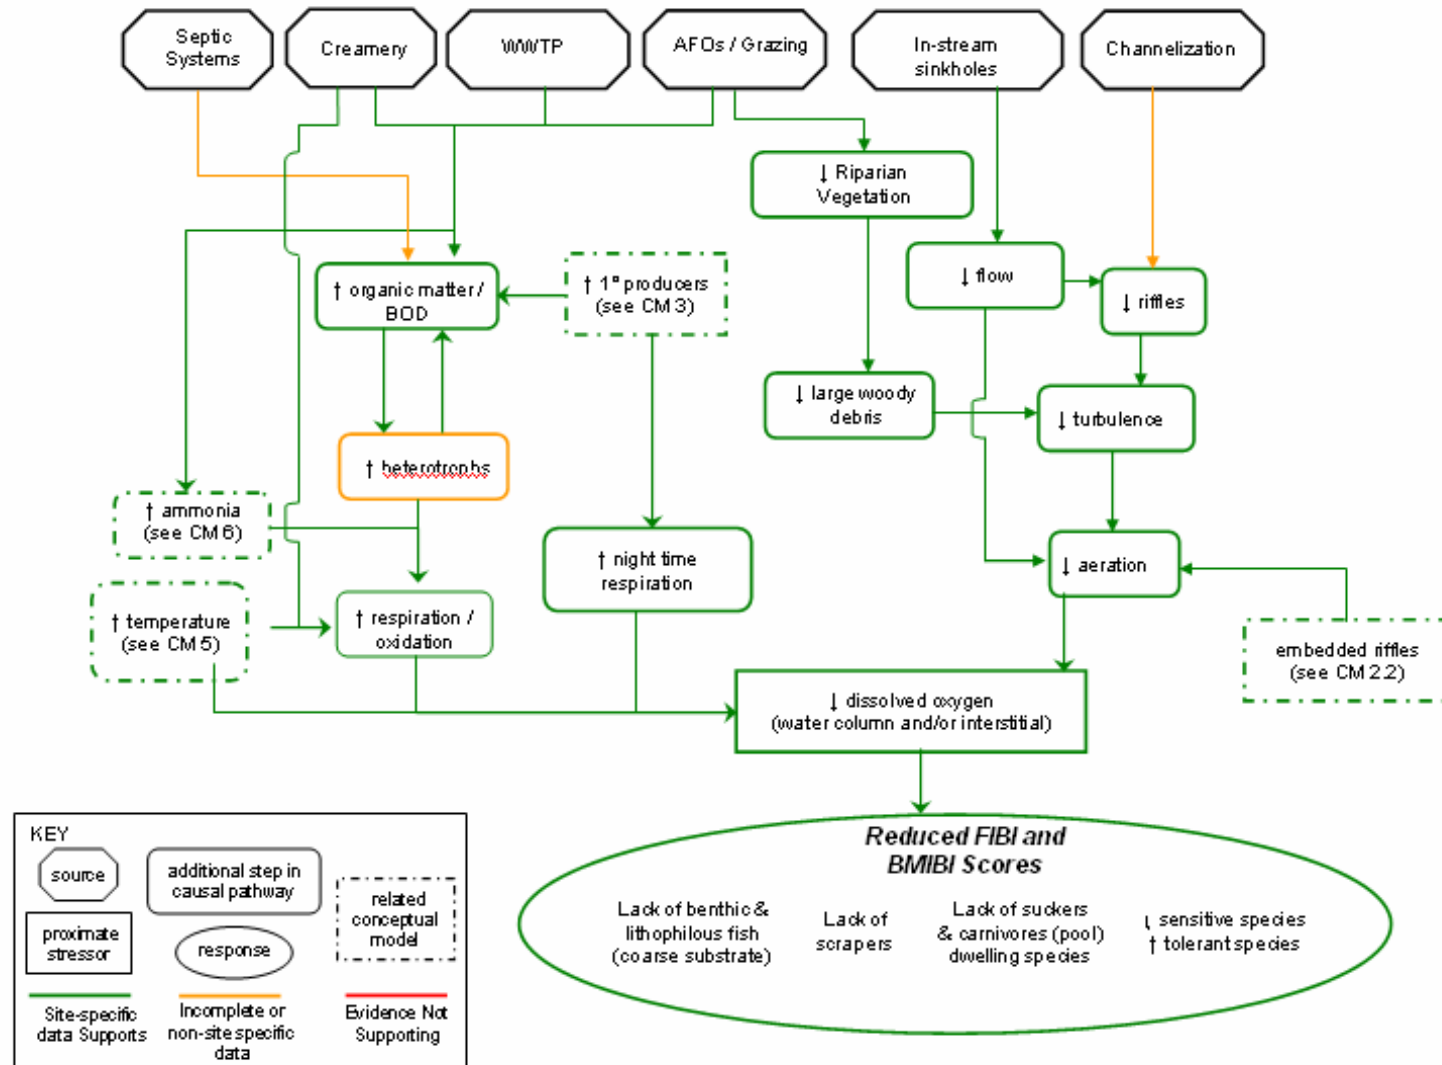 Septic
Systems
Creamery
WWTP
AFOs / Grazing
In-stream
sinkholes
Channelization
↓ Riparian
Vegetation
↓ flow
↓ riffles
↑ organic matter /
BOD
↑ 1° producers
(see CM 3)
↓ large woody
debris
↓ turbulence
↑ heterotrophs
↑ ammonia
(see CM 6)
↑ night time
respiration
↓ aeration
↑ temperature
(see CM 5)
↑ respiration /
oxidation
embedded riffles
(see CM 2.2)
↓ dissolved oxygen
(water column and/or interstitial)
Reduced FIBI and
BMIBI Scores
Lack of benthic &
lithophilous fish
(coarse substrate)
Lack of
scrapers
Lack of suckers
& carnivores (pool)
dwelling species
↓ sensitive species
↑ tolerant species
KEY
source
additional step in
causal pathway
related
conceptual
model
proximate
stressor
response
Site-specific
data Supports
Incomplete or
non-site specific
data
Evidence Not
Supporting